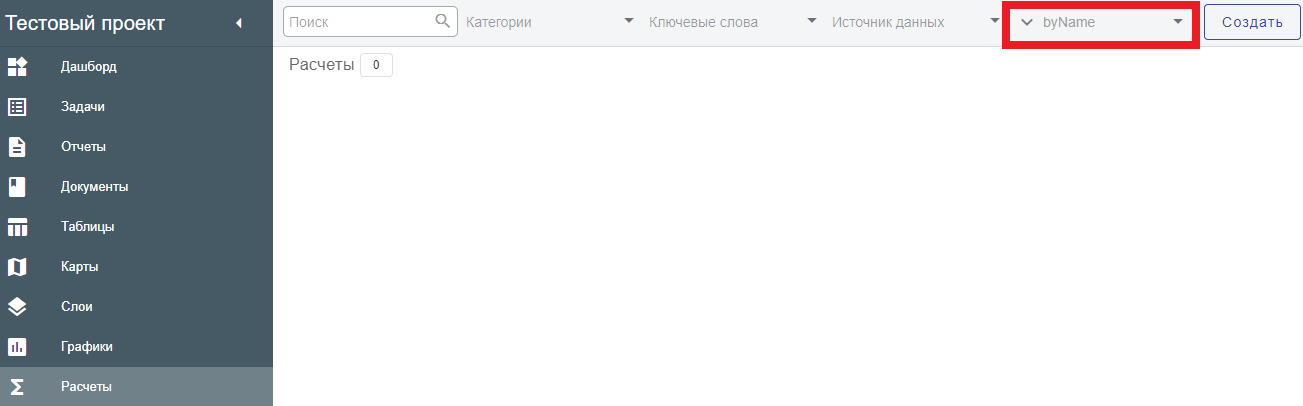 Тестовый проект
Поиск Категории Ключевые слова Источник данных byName Создать
Расчеты 0
Дашборд
Задачи
Отчеты
Документы
Таблицы
Карты
Слои
Графики
Расчеты